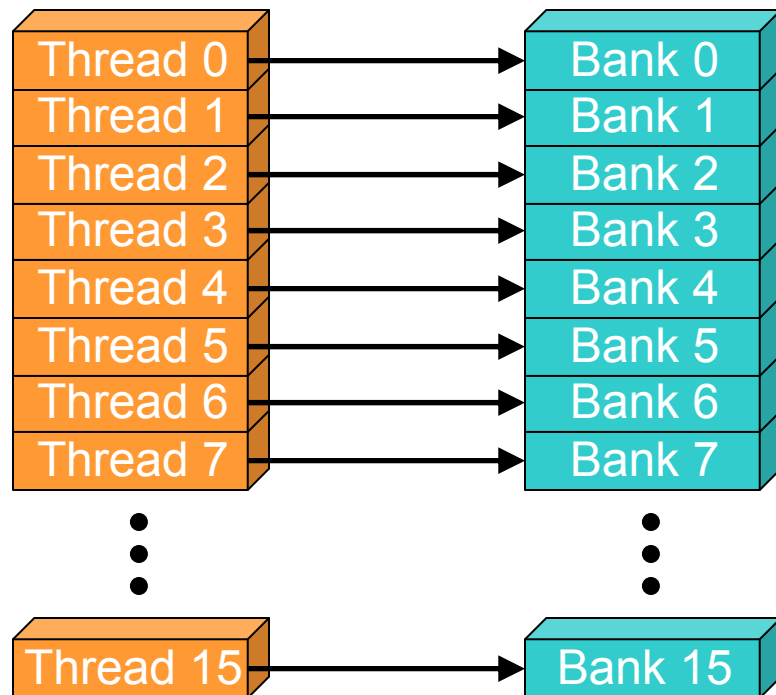 Thread 0
Bank 0
Thread 1
Bank 1
Thread 2
Bank 2
Thread 3
Bank 3
Thread 4
Bank 4
Thread 5
Bank 5
Thread 6
Bank 6
Thread 7
Bank 7
Thread 15
Bank 15